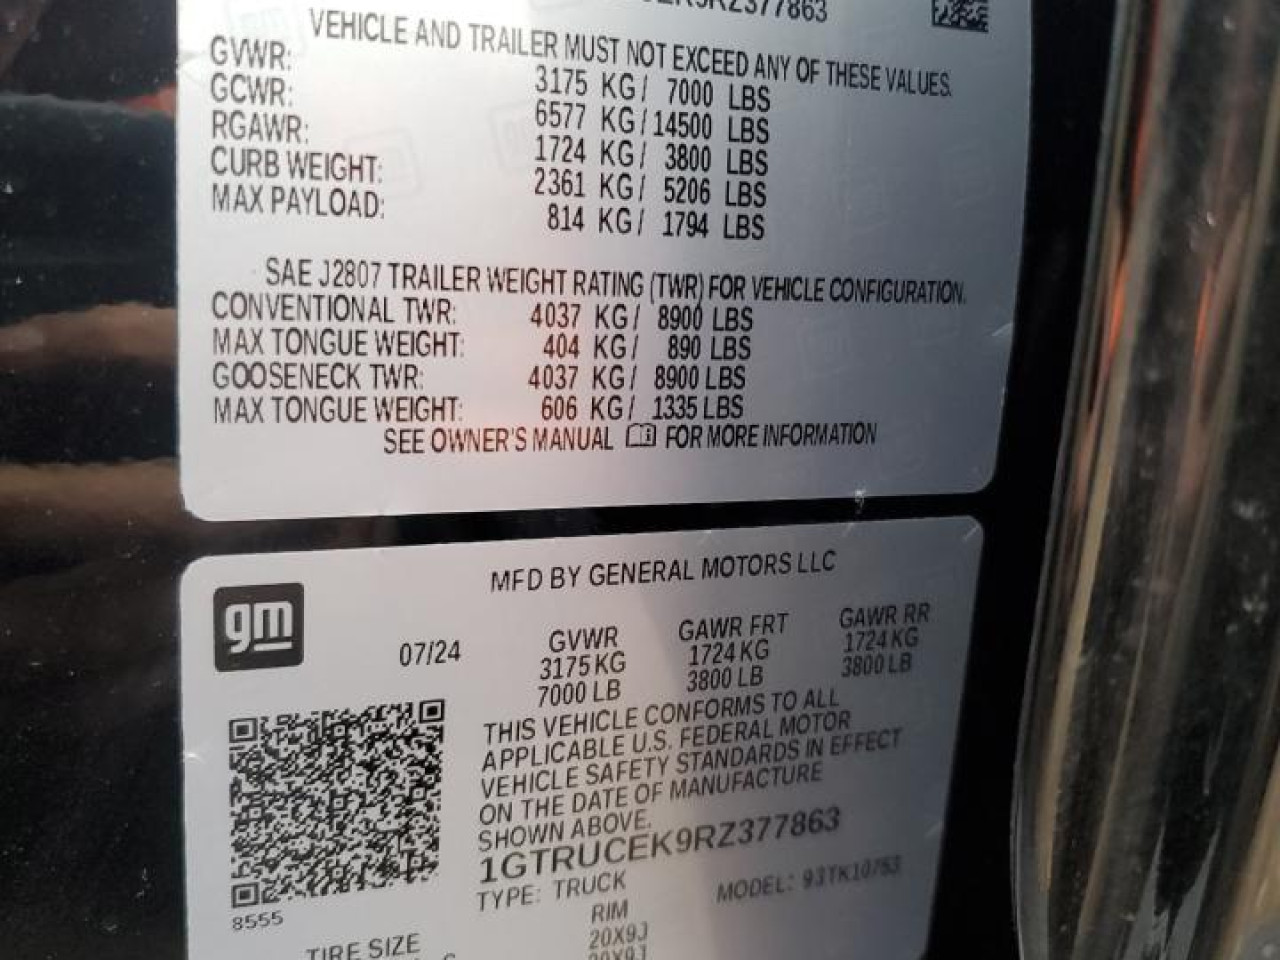 VEHICLE AND TRAILER MUST NOT EXCEED ANY OF THESE VALUES.
GVWR: 3175 KG/ 7000 LBS
GCWR: 6577 KG/ 14500 LBS
RGAWR: 1724 KG/ 3800 LBS
CURB WEIGHT: 2361 KG/ 5206 LBS
MAX PAYLOAD: 814 KG/ 1794 LBS
SAE J2807 TRAILER WEIGHT RATING (TWR) FOR VEHICLE CONFIGURATION.
CONVENTIONAL TWR: 4037 KG/ 8900 LBS
MAX TONGUE WEIGHT: 404 KG/ 890 LBS
GOOSENECK TWR: 4037 KG/ 8900 LBS
MAX TONGUE WEIGHT: 606 KG/ 1335 LBS
SEE OWNER'S MANUAL FOR MORE INFORMATION
MFD BY GENERAL MOTORS LLC
gm
07/24
GVWR GAWR FRT GAWR RR
3175 KG 1724 KG 1724 KG
7000 LB 3800 LB 3800 LB
THIS VEHICLE CONFORMS TO ALL
APPLICABLE U.S. FEDERAL MOTOR
VEHICLE SAFETY STANDARDS IN EFFECT
ON THE DATE OF MANUFACTURE
SHOWN ABOVE.
1GTRUCEK9RZ377863
TYPE: TRUCK MODEL:
8555
RIM
TIRE SIZE 20X9J
20X9J